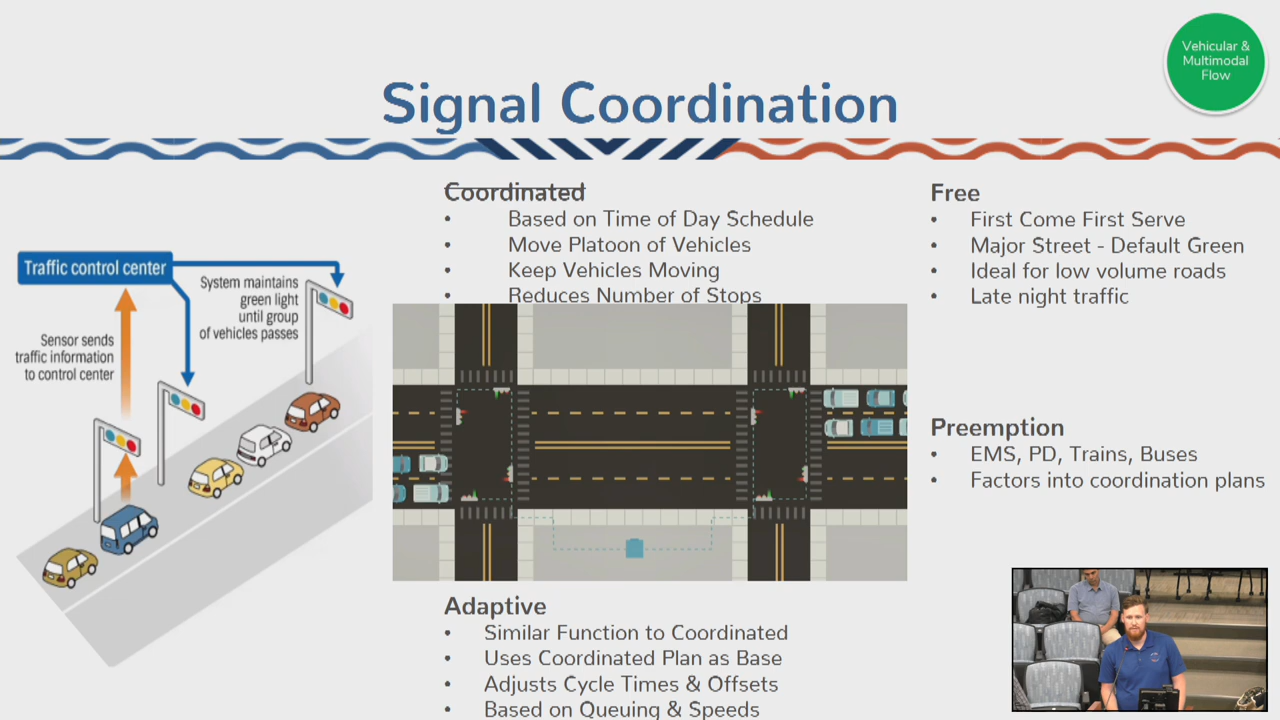 Vehicular &
Multimodal
Flow
Signal Coordination
Traffic control center
System maintains
green light
until group
of vehicles passes
Sensor sends
traffic information
to control center
Coordinated
• Based on Time of Day Schedule
• Move Platoon of Vehicles
• Keep Vehicles Moving
• Reduces Number of Stops
Adaptive
• Similar Function to Coordinated
• Uses Coordinated Plan as Base
• Adjusts Cycle Times & Offsets
• Based on Queuing & Speeds
Free
• First Come First Serve
• Major Street - Default Green
• Ideal for low volume roads
• Late night traffic
Preemption
• EMS, PD, Trains, Buses
• Factors into coordination plans